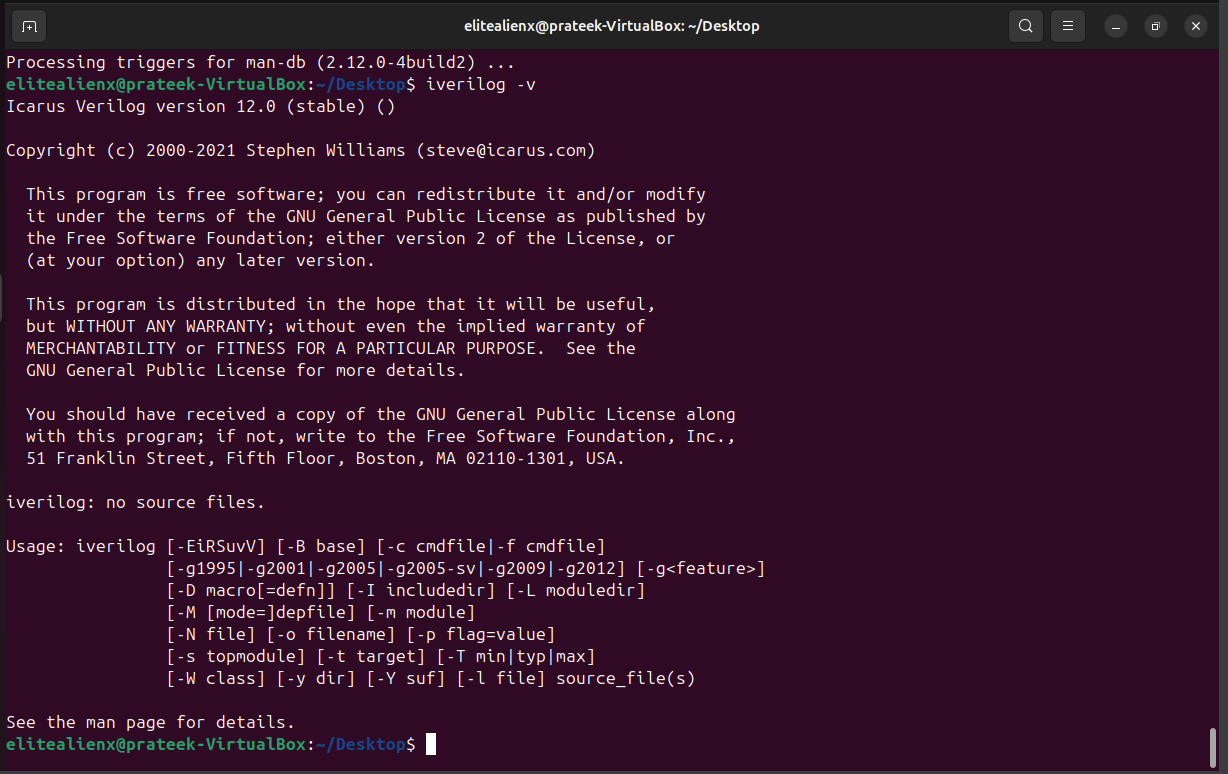 elitealienx@prateek-VirtualBox: ~/Desktop
Processing triggers for man-db (2.12.0-4build2) ...
elitealienx@prateek-VirtualBox:~/Desktop$ iverilog -v
Icarus Verilog version 12.0 (stable) ()

Copyright (c) 2000-2021 Stephen Williams (steve@icarus.com)

  This program is free software; you can redistribute it and/or modify
  it under the terms of the GNU General Public License as published by
  the Free Software Foundation; either version 2 of the License, or
  (at your option) any later version.

  This program is distributed in the hope that it will be useful,
  but WITHOUT ANY WARRANTY; without even the implied warranty of
  MERCHANTABILITY or FITNESS FOR A PARTICULAR PURPOSE.  See the
  GNU General Public License for more details.

  You should have received a copy of the GNU General Public License along
  with this program; if not, write to the Free Software Foundation, Inc.,
  51 Franklin Street, Fifth Floor, Boston, MA 02110-1301, USA.

iverilog: no source files.

Usage: iverilog [-EiRSuvV] [-B base] [-c cmdfile|-f cmdfile]
                [-g1995|-g2001|-g2005|-g2005-sv|-g2009|-g2012] [-g<feature>]
                [-D macro[=defn]] [-I includedir] [-L moduledir]
                [-M [mode=]depfile] [-m module]
                [-N file] [-o filename] [-p flag=value]
                [-s topmodule] [-t target] [-T min|typ|max]
                [-W class] [-y dir] [-Y suf] [-l file] source_file(s)

See the man page for details.
elitealienx@prateek-VirtualBox:~/Desktop$